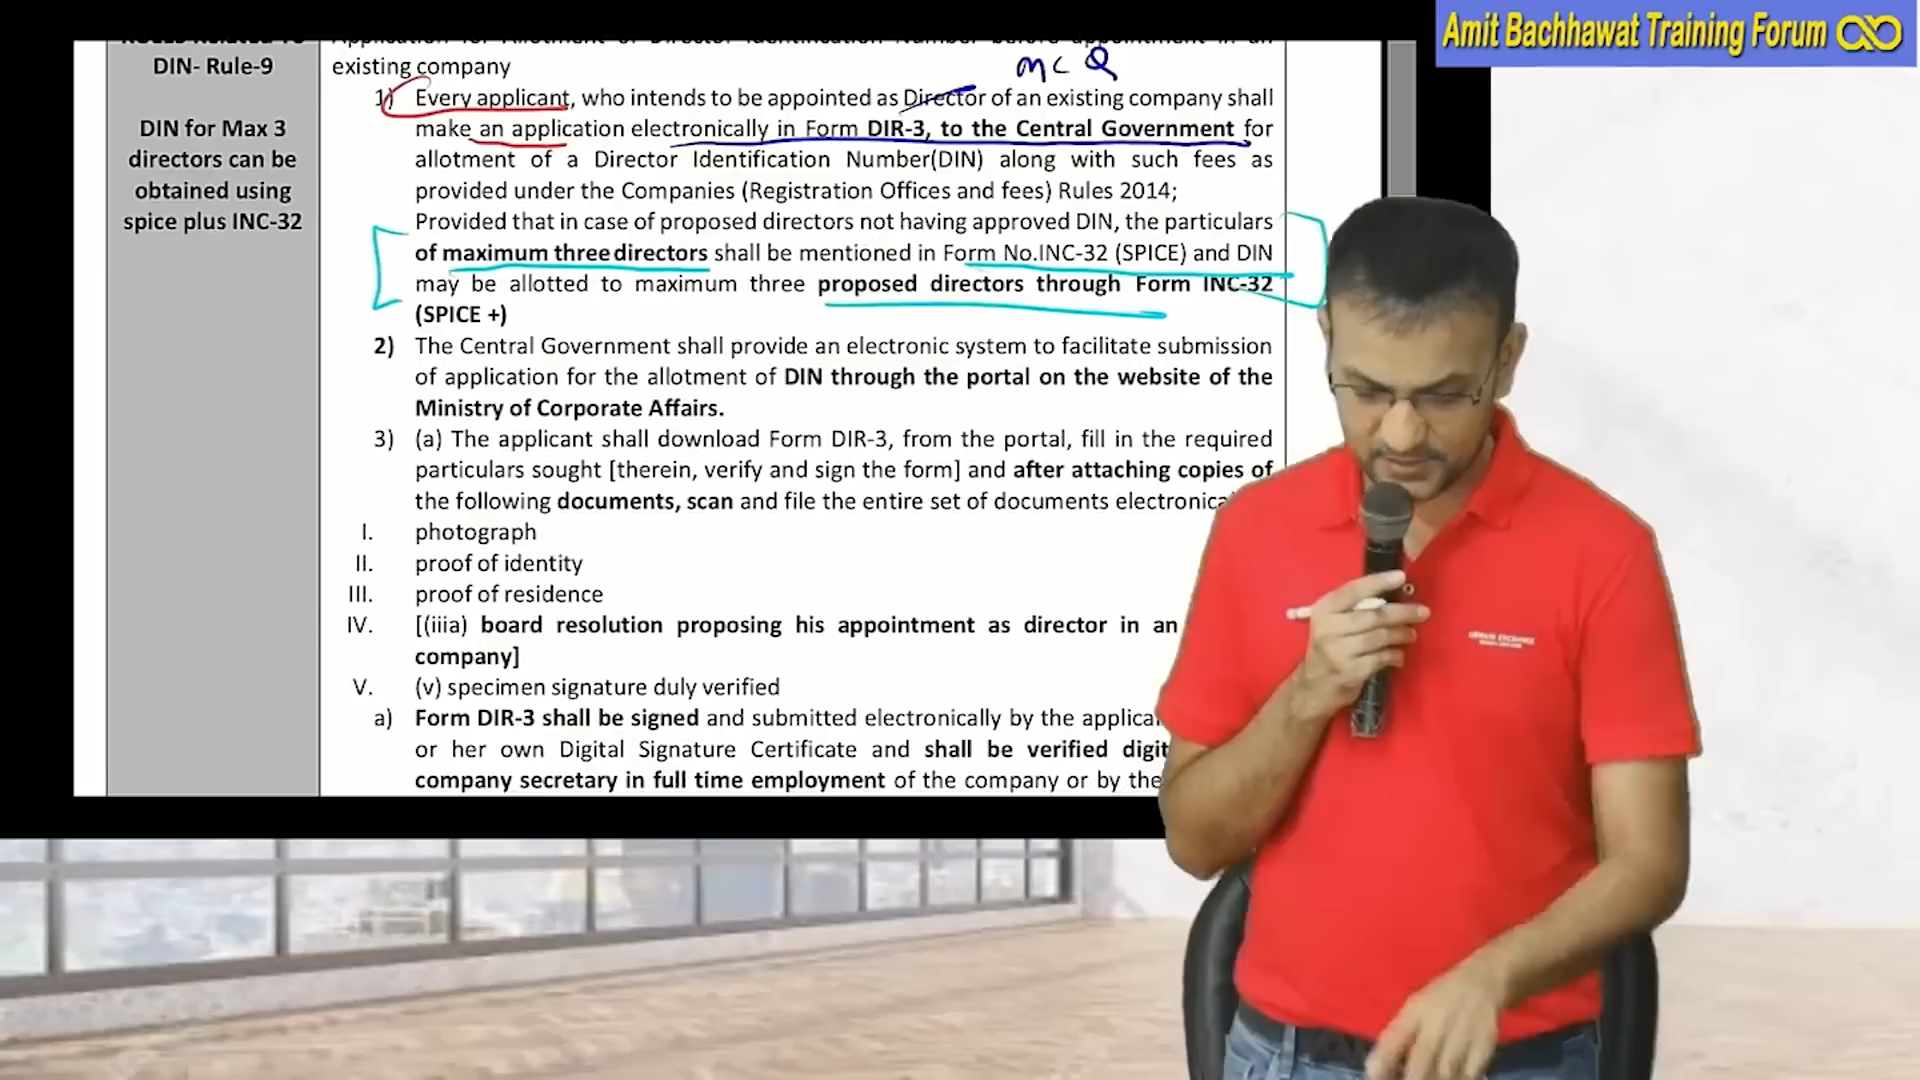 Amit Bachhawat Training Forum
DIN- Rule-9
DIN for Max 3
directors can be
obtained using
spice plus INC-32
existing company
MCQ
1) Every applicant, who intends to be appointed as Director of an existing company shall
make an application electronically in Form DIR-3, to the Central Government for
allotment of a Director Identification Number(DIN) along with such fees as
provided under the Companies (Registration Offices and fees) Rules 2014;
Provided that in case of proposed directors not having approved DIN, the particulars
of maximum three directors shall be mentioned in Form No.INC-32 (SPICE) and DIN
may be allotted to maximum three proposed directors through Form INC-32
(SPICE +)
2) The Central Government shall provide an electronic system to facilitate submission
of application for the allotment of DIN through the portal on the website of the
Ministry of Corporate Affairs.
3) (a) The applicant shall download Form DIR-3, from the portal, fill in the required
particulars sought [therein, verify and sign the form] and after attaching copies of
the following documents, scan and file the entire set of documents
I. photograph
II. proof of identity
III. proof of residence
IV. [(iiia) board resolution proposing his appointment as director in an
company]
V. (v) specimen signature duly verified
a) Form DIR-3 shall be signed and submitted electronically by the
or her own Digital Signature Certificate and shall be verified
company secretary in full time employment of the company or by the